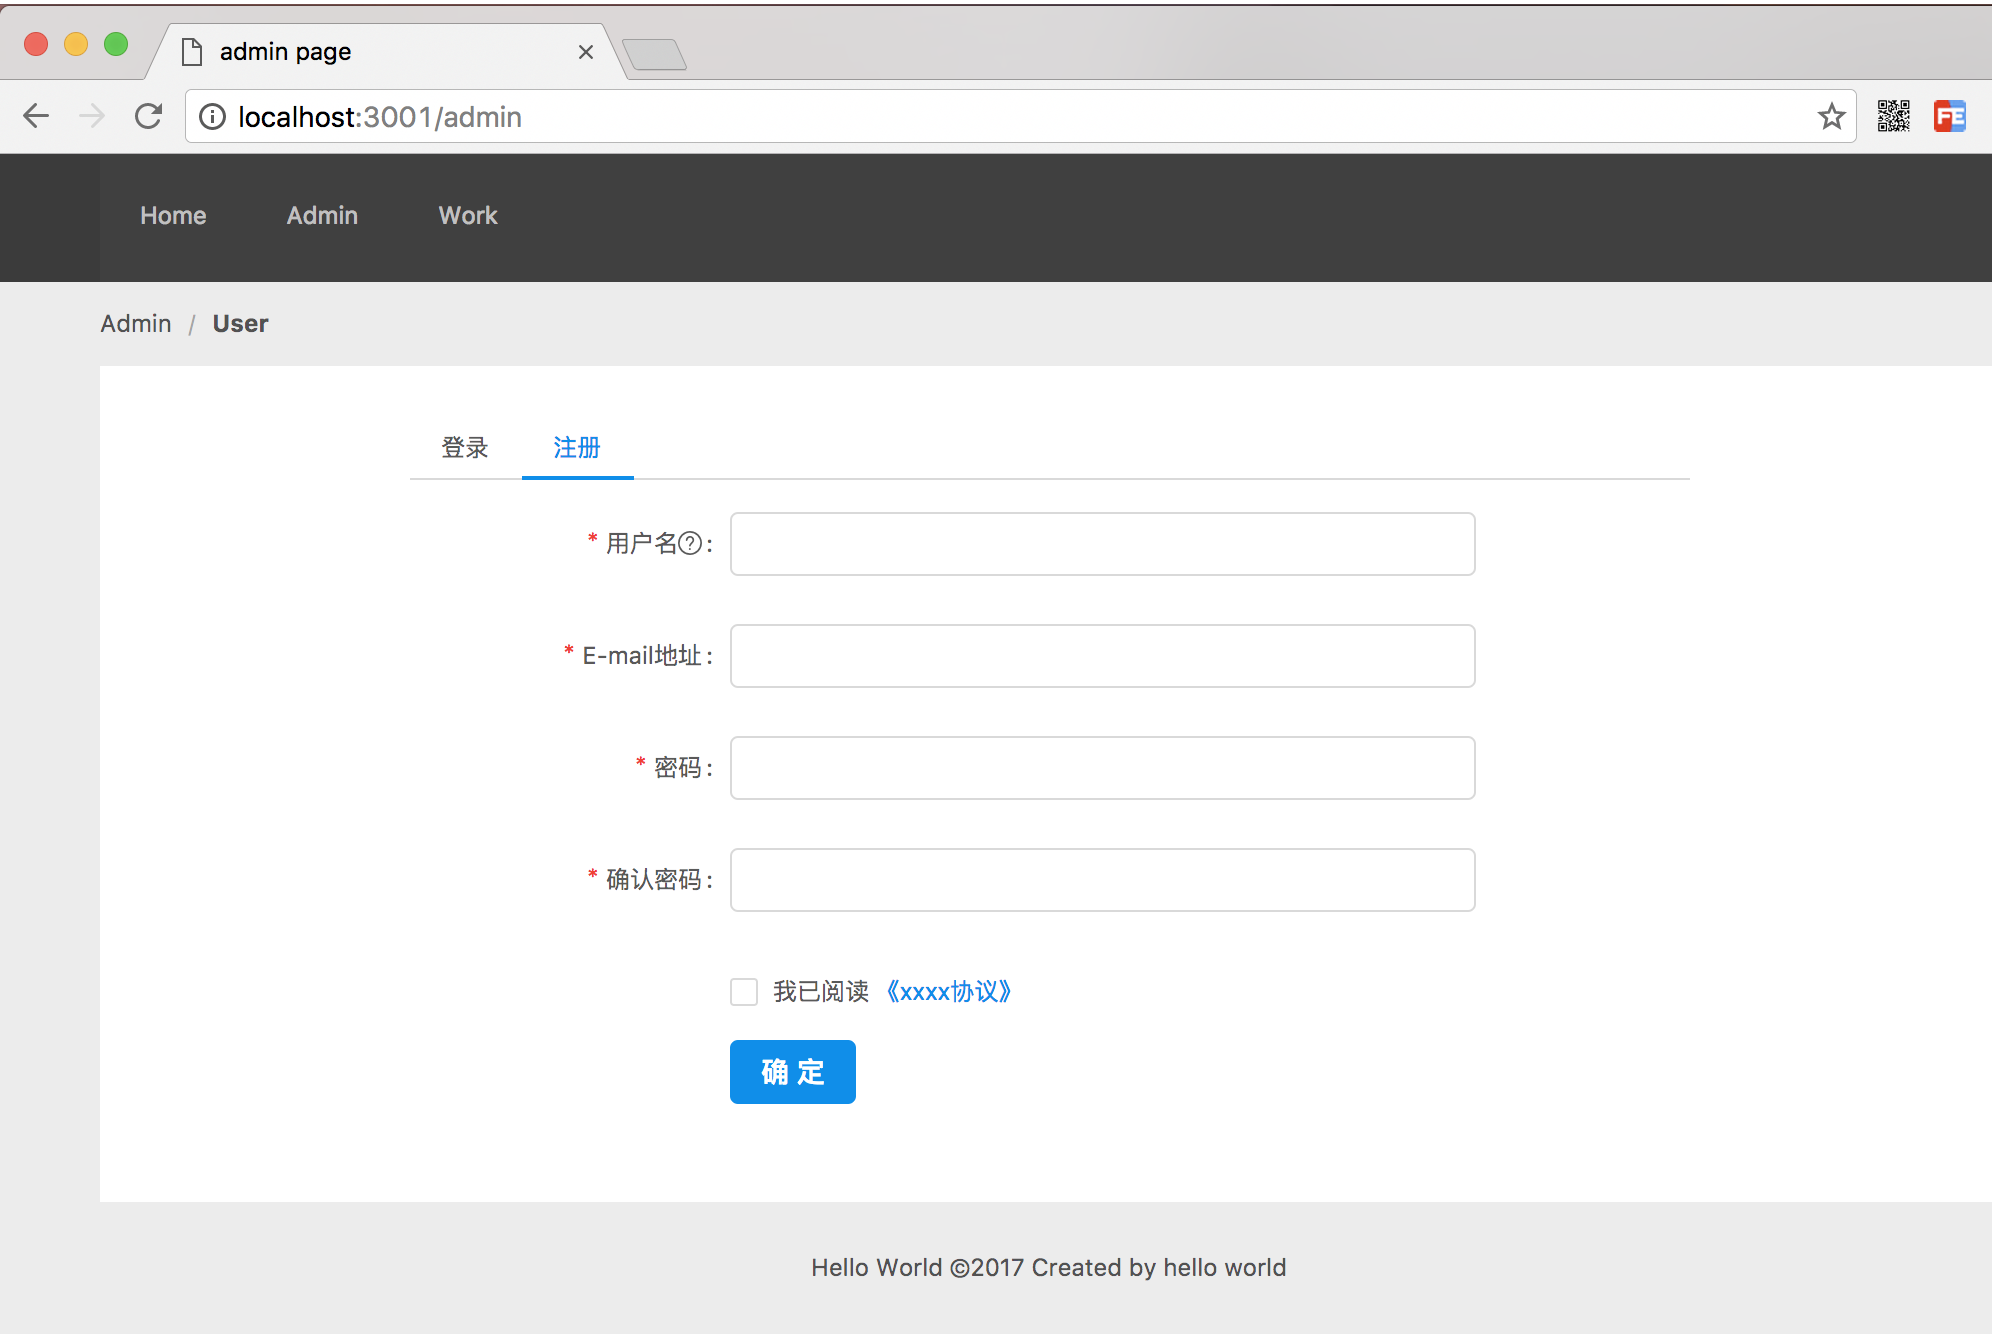 admin page
localhost:3001/admin
FE
Home Admin Work
Admin / User
登录 注册
* 用户名?:
* E-mail地址:
* 密码:
* 确认密码:
我已阅读 《xxxx协议》
确 定
Hello World ©2017 Created by hello world